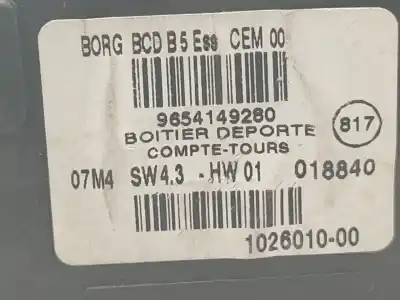 BORG BCD B5 Ess CEM 00
9654149280
BOITIER DEPORTE
817
COMPTE-TOURS
07M4 SW4.3 - HW 01 018840
1026010-00